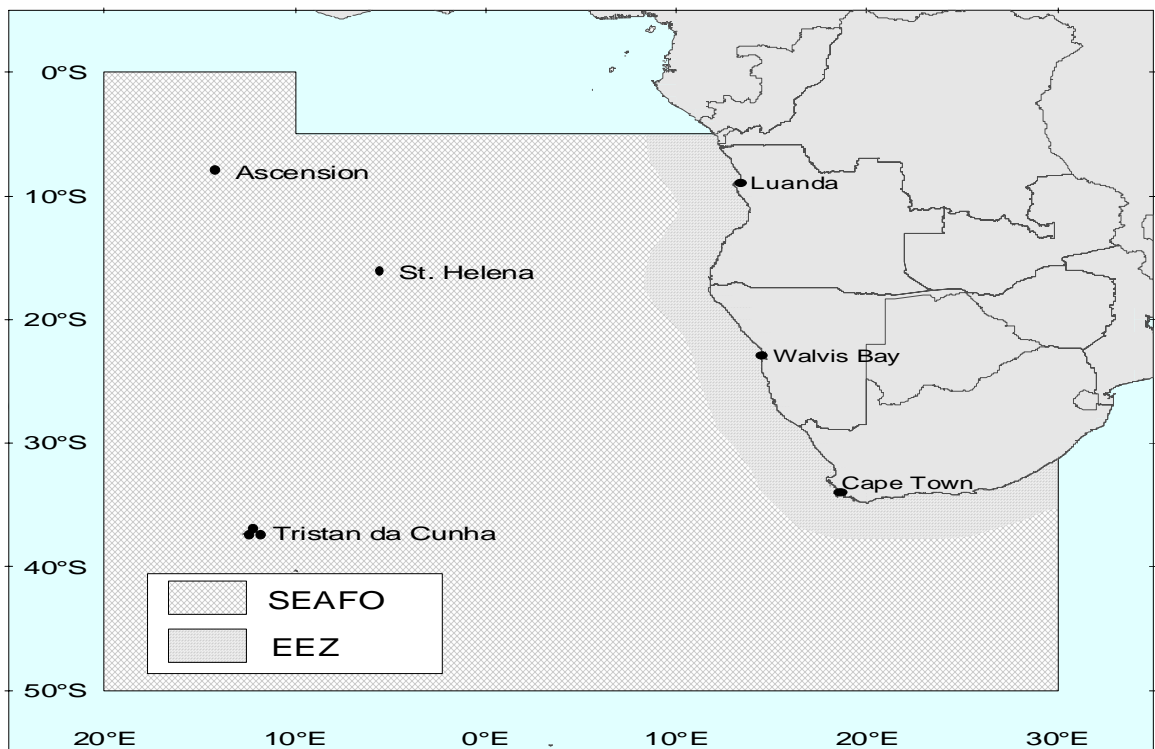 0°S
Ascension
Luanda
10°S
St. Helena
20°S
Walvis Bay
30°S
Cape Town
Tristan da Cunha
40°S
SEAFO
EEZ
50°S
20°E 10°E 0°E 10°E 20°E 30°E